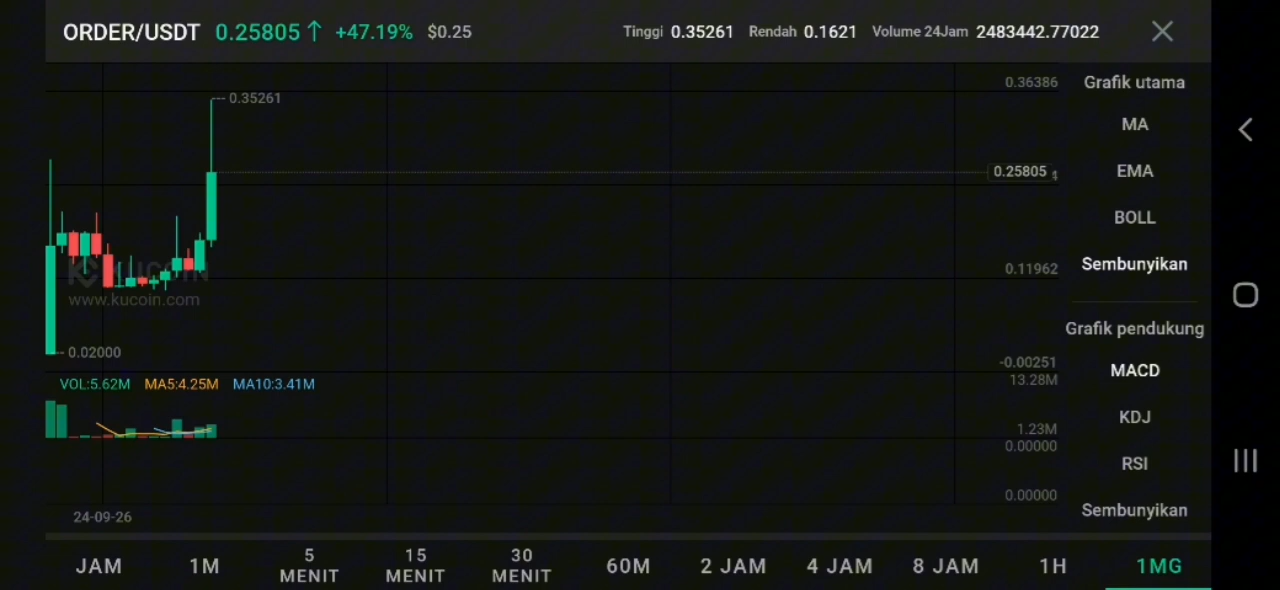 ORDER/USDT 0.25805↑ +47.19% $0.25 Tinggi 0.35261 Rendah 0.1621 Volume 24Jam 2483442.77022
0.36386
0.35261
0.25805
0.11962
KUCOIN
www.kucoin.com
0.02000
-0.00251
VOL:5.62M MA5:4.25M MA10:3.41M
13.28M
1.23M
0.00000
0.00000
24-09-26
Grafik utama
MA
EMA
BOLL
Sembunyikan
Grafik pendukung
MACD
KDJ
RSI
Sembunyikan
JAM 1M 5 MENIT 15 MENIT 30 MENIT 60M 2 JAM 4 JAM 8 JAM 1H 1MG